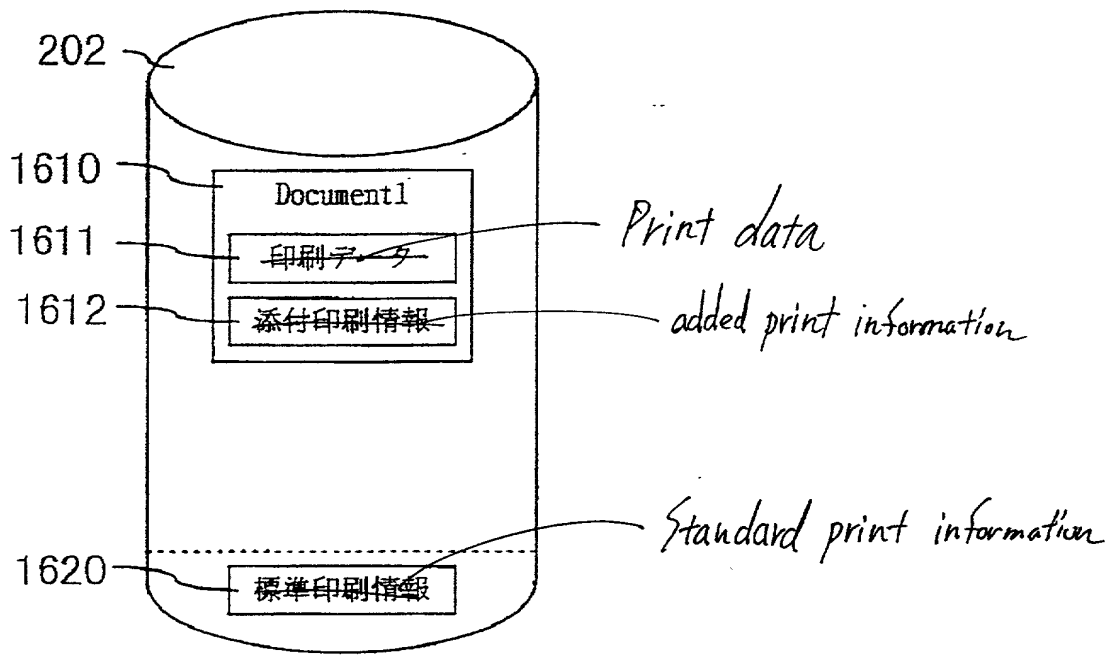 202
1610
Document1
1611
印刷データ
Print data
1612
添付印刷情報
added print information
Standard print information
1620
標準印刷情報